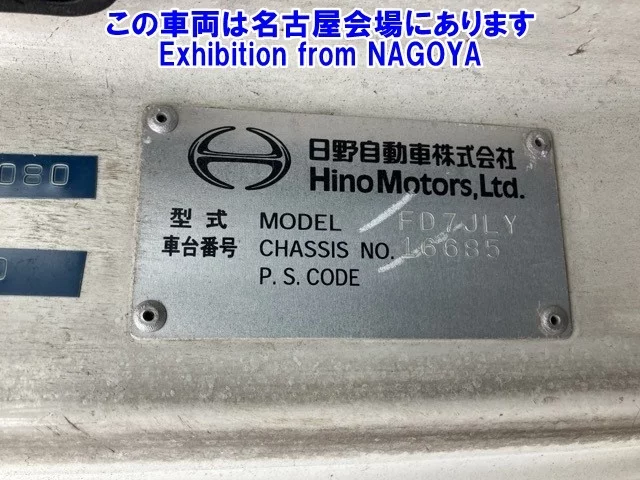 この車両は名古屋会場にあります
Exhibition from NAGOYA
日野自動車株式会社
Hino Motors, Ltd.
型式 MODEL FD7JLY
車台番号 CHASSIS NO. 16685
P. S. CODE
080
0